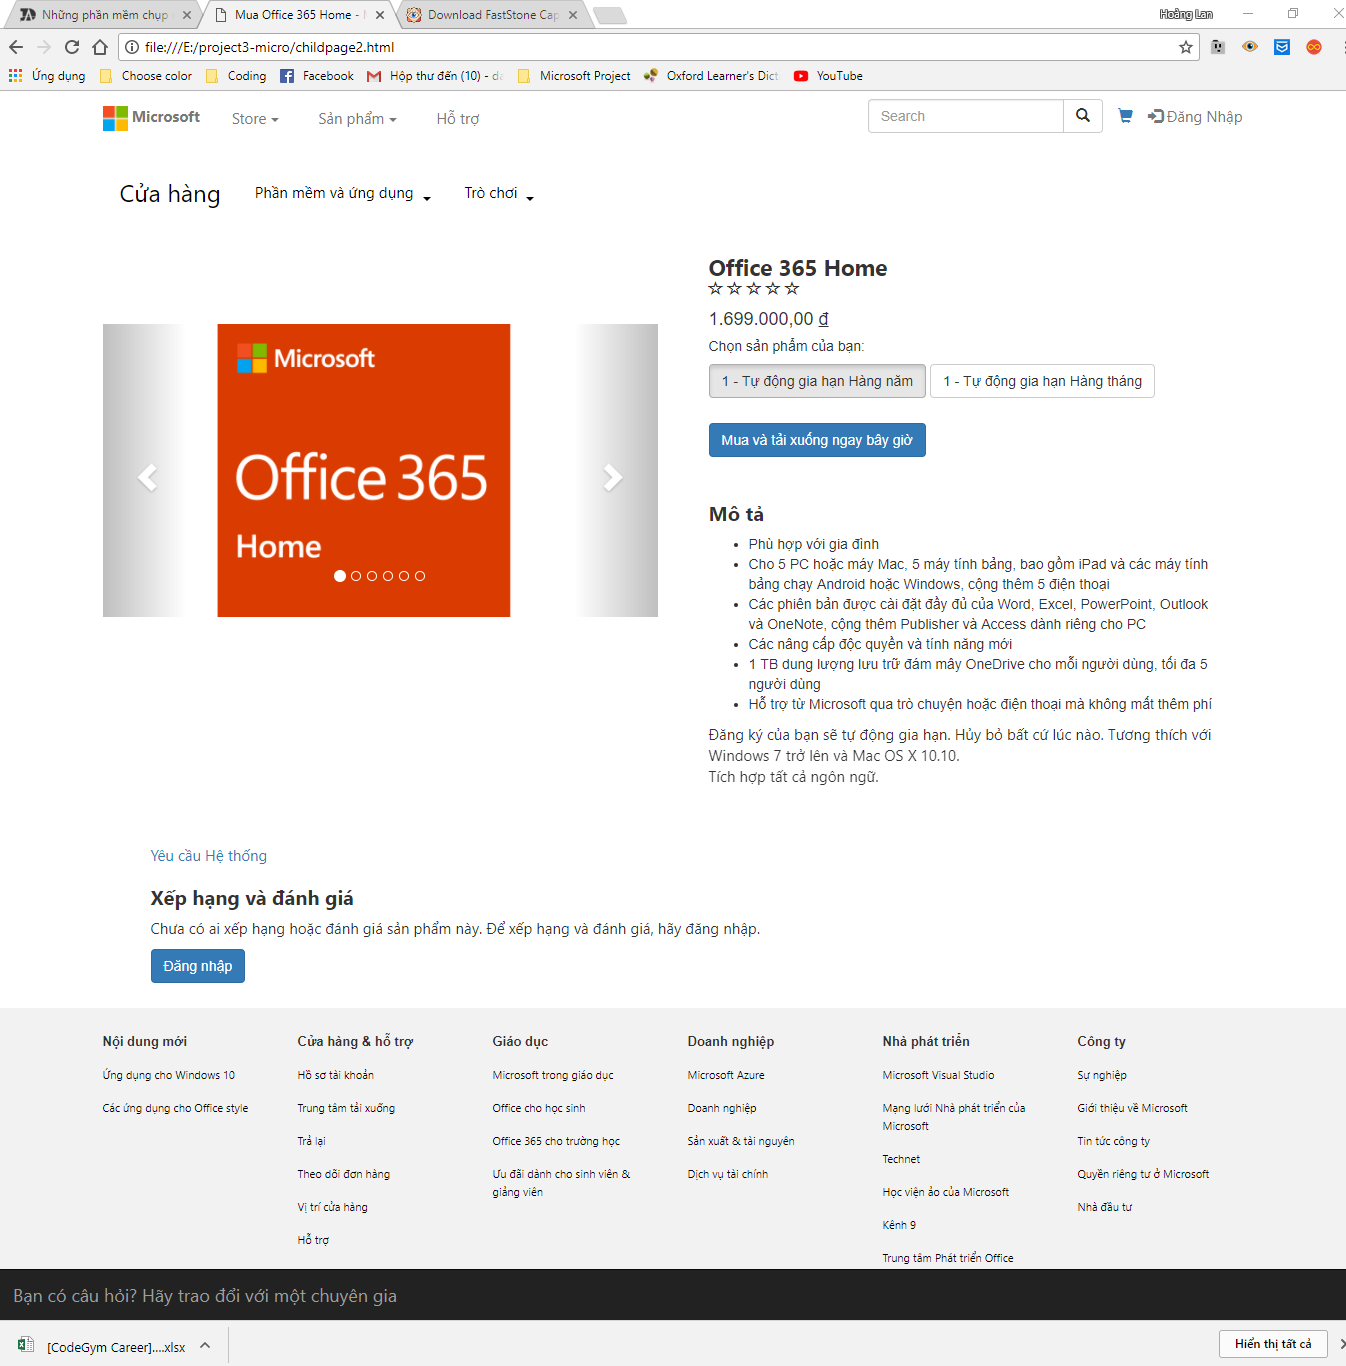 Những phần mềm chụp
Mua Office 365 Home -
Download FastStone Cap
Hoàng Lan
file:///E:/project3-micro/childpage2.html
Ứng dụng
Choose color
Coding
Facebook
Hộp thư đến (10) - da
Microsoft Project
Oxford Learner's Dict
YouTube
Microsoft
Store
Sản phẩm
Hỗ trợ
Search
Đăng Nhập
Cửa hàng
Phần mềm và ứng dụng
Trò chơi
Office 365 Home
1.699.000,00 đ
Chọn sản phẩm của bạn:
1 - Tự động gia hạn Hàng năm
1 - Tự động gia hạn Hàng tháng
Mua và tải xuống ngay bây giờ
Microsoft
Office 365
Home
Mô tả
Phù hợp với gia đình
Cho 5 PC hoặc máy Mac, 5 máy tính bảng, bao gồm iPad và các máy tính
bảng chạy Android hoặc Windows, cộng thêm 5 điện thoại
Các phiên bản được cài đặt đầy đủ của Word, Excel, PowerPoint, Outlook
và OneNote, cộng thêm Publisher và Access dành riêng cho PC
Các nâng cấp độc quyền và tính năng mới
1 TB dung lượng lưu trữ đám mây OneDrive cho mỗi người dùng, tối đa 5
người dùng
Hỗ trợ từ Microsoft qua trò chuyện hoặc điện thoại mà không mất thêm phí
Đăng ký của bạn sẽ tự động gia hạn. Hủy bỏ bất cứ lúc nào. Tương thích với
Windows 7 trở lên và Mac OS X 10.10.
Tích hợp tất cả ngôn ngữ.
Yêu cầu Hệ thống
Xếp hạng và đánh giá
Chưa có ai xếp hạng hoặc đánh giá sản phẩm này. Để xếp hạng và đánh giá, hãy đăng nhập.
Đăng nhập
Nội dung mới
Ứng dụng cho Windows 10
Các ứng dụng cho Office style
Cửa hàng & hỗ trợ
Hồ sơ tài khoản
Trung tâm tải xuống
Trả lại
Theo dõi đơn hàng
Vị trí cửa hàng
Hỗ trợ
Giáo dục
Microsoft trong giáo dục
Office cho học sinh
Office 365 cho trường học
Ưu đãi dành cho sinh viên &
giảng viên
Doanh nghiệp
Microsoft Azure
Doanh nghiệp
Sản xuất & tài nguyên
Dịch vụ tài chính
Nhà phát triển
Microsoft Visual Studio
Mạng lưới Nhà phát triển của
Microsoft
Technet
Học viện ảo của Microsoft
Kênh 9
Trung tâm Phát triển Office
Công ty
Sự nghiệp
Giới thiệu về Microsoft
Tin tức công ty
Quyền riêng tư ở Microsoft
Nhà đầu tư
Bạn có câu hỏi? Hãy trao đổi với một chuyên gia
[CodeGym Career]....xlsx
Hiển thị tất cả